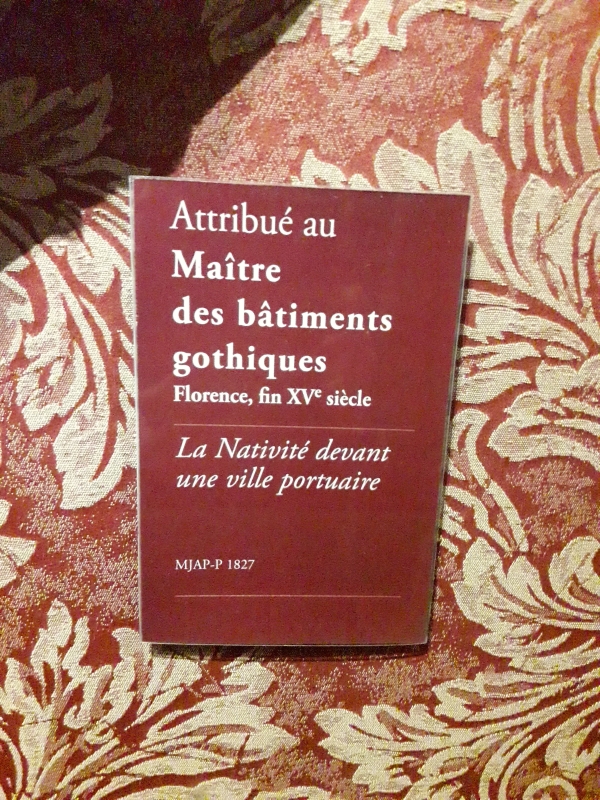 Attribué au
Maître
des bâtiments
gothiques
Florence, fin XVe siècle
La Nativité devant
une ville portuaire
MJAP-P 1827